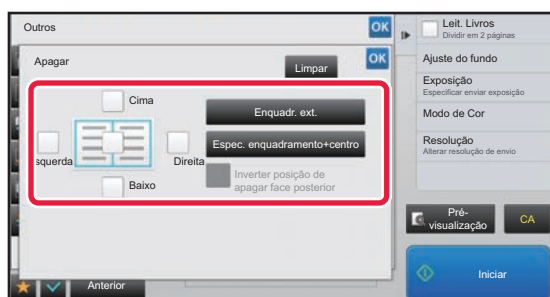 Outros
OK
Apagar
Limpar
OK
Cima
squerda
Direita
Baixo
Enquadr. ext.
Espec. enquadramento+centro
Inverter posição de
apagar face posterior
Anterior
Leit. Livros
Dividir em 2 páginas
Ajuste do fundo
Exposição
Especificar enviar exposição
Modo de Cor
Resolução
Alterar resolução de envio
Pré-
visualização
CA
Iniciar